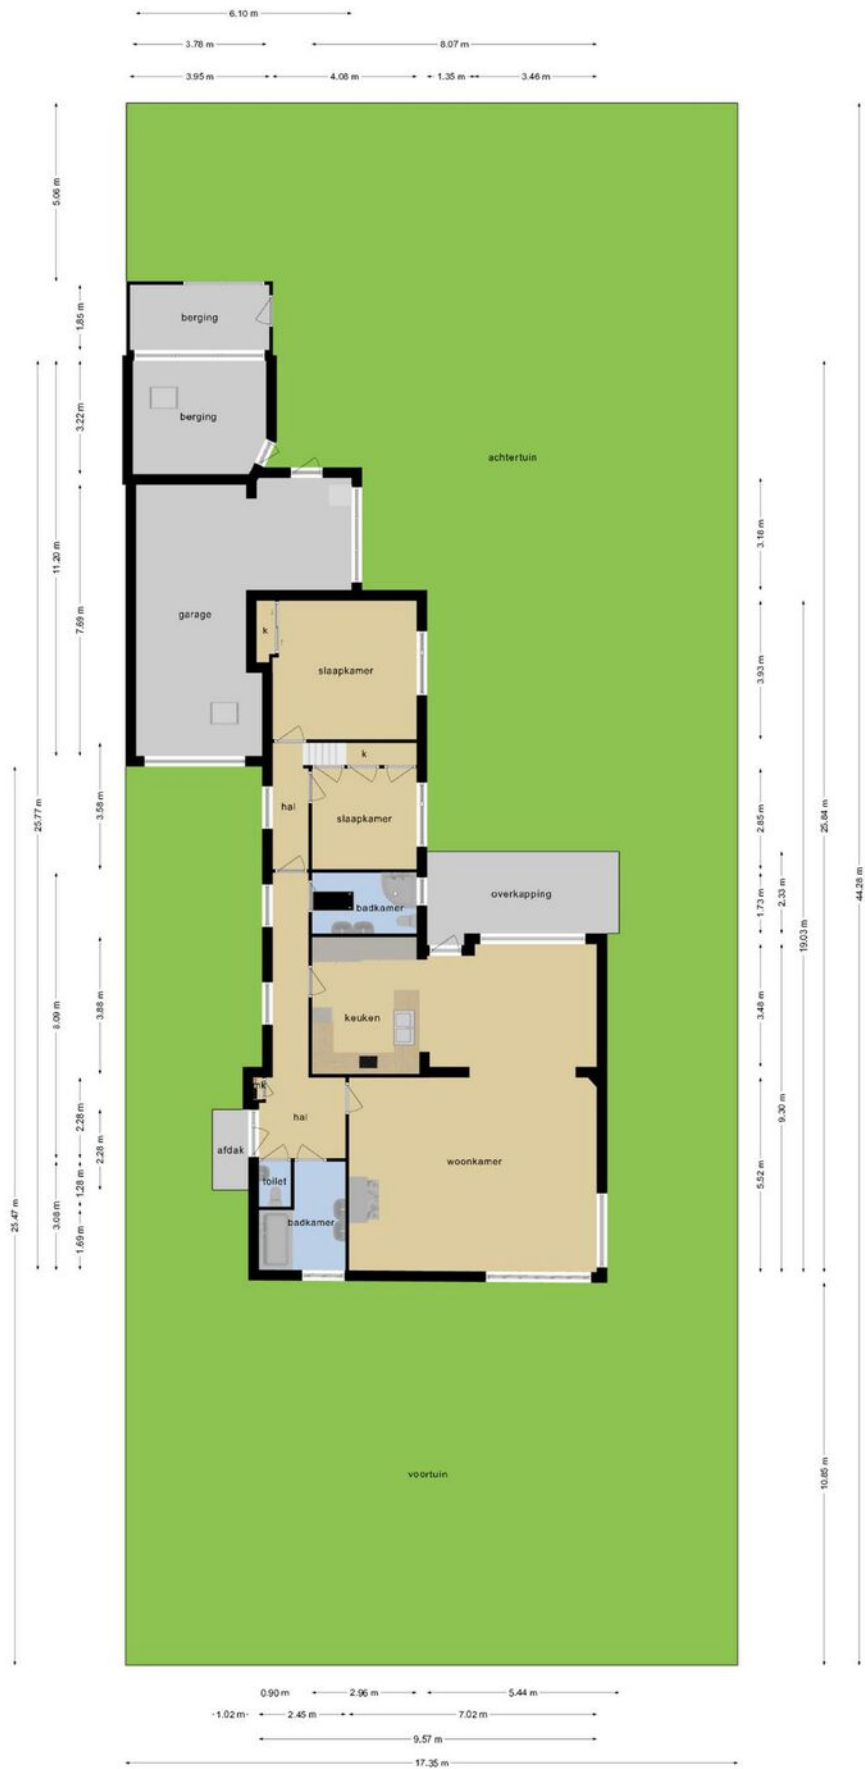 6.10 m
3.78 m
8.07 m
3.95 m
4.08 m
1.35 m
3.46 m
5.06 m
1.85 m
berging
3.22 m
berging
achtertuin
11.20 m
7.69 m
garage
k
slaapkamer
3.18 m
3.93 m
25.77 m
3.58 m
hal
k
slaapkamer
2.85 m
25.84 m
44.28 m
19.03 m
badkamer
overkapping
1.73 m
2.33 m
8.09 m
3.88 m
keuken
3.48 m
9.30 m
mk
2.28 m
2.28 m
hal
afdak
toilet
woonkamer
5.52 m
25.47 m
3.08 m
1.28 m
1.69 m
badkamer
voortuin
10.85 m
0.90 m
2.96 m
5.44 m
1.02 m
2.45 m
7.02 m
9.57 m
17.35 m